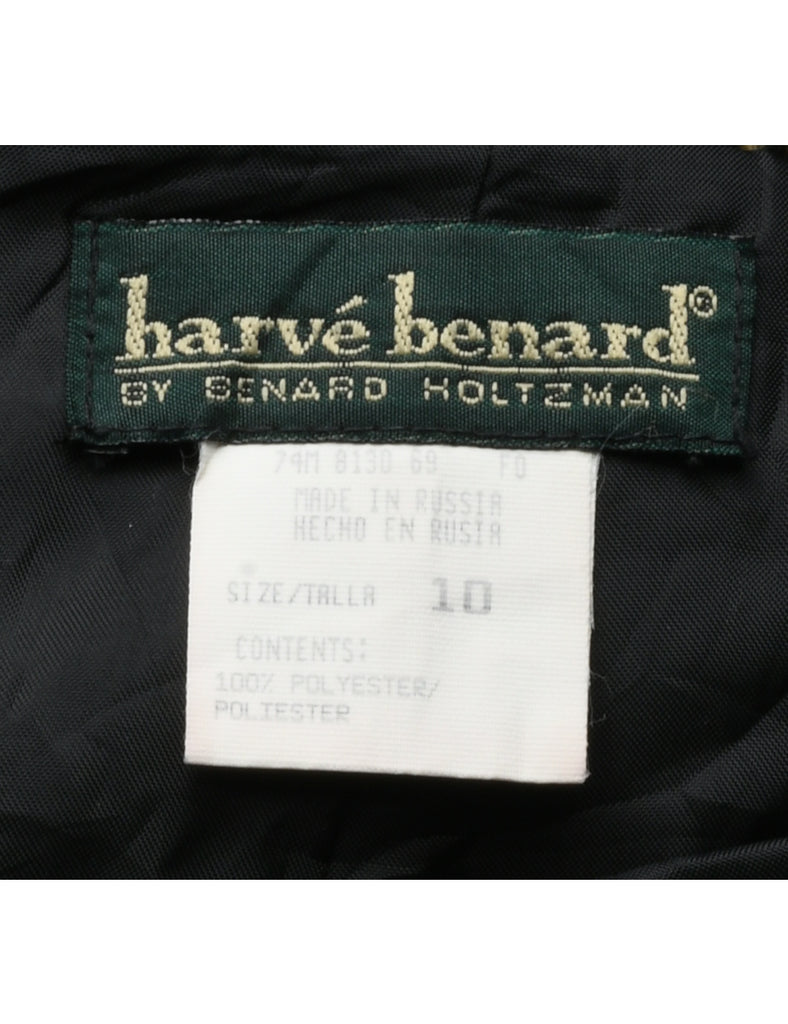 harvé benard®
BY BENARD HOLTZMAN
74M 8130 69 F0
MADE IN RUSSIA
HECHO EN RUSIA
SIZE/TALLA 10
CONTENTS:
100% POLYESTER/
POLIESTER